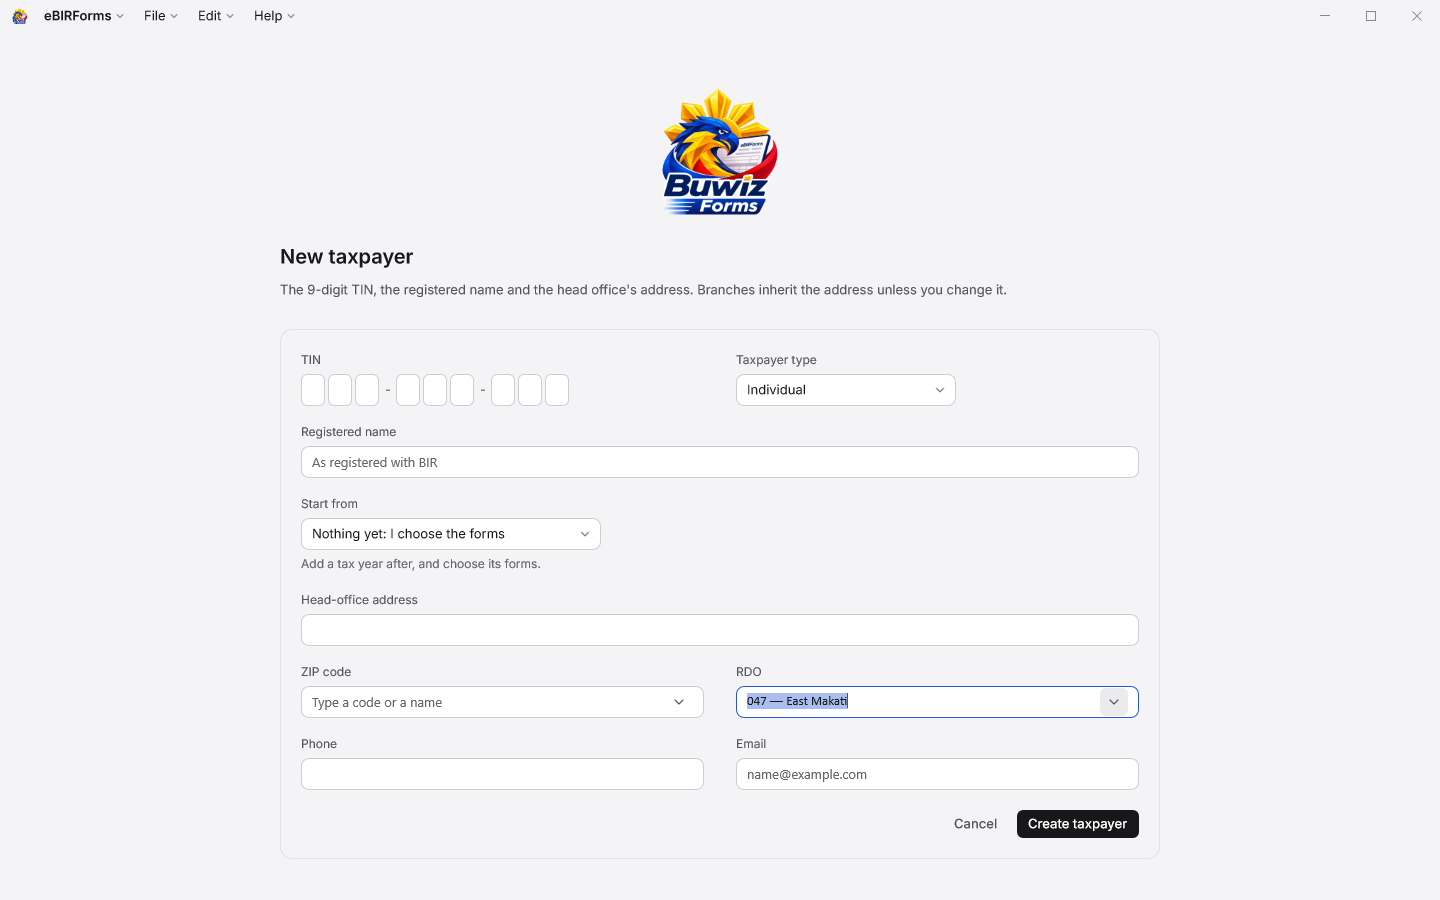 eBIRForms File Edit Help
eBIRForms
Buwiz
Forms
New taxpayer
The 9-digit TIN, the registered name and the head office's address. Branches inherit the address unless you change it.
TIN
Taxpayer type
- -
Individual
Registered name
As registered with BIR
Start from
Nothing yet: I choose the forms
Add a tax year after, and choose its forms.
Head-office address
ZIP code
RDO
Type a code or a name
047 — East Makati
Phone
Email
name@example.com
Cancel
Create taxpayer